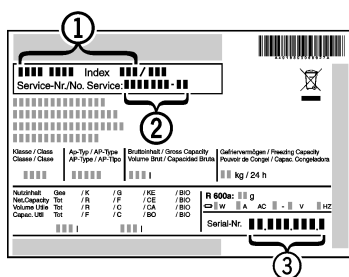 1
Index /
Service-Nr./No. Service: -
2
Klasse / Class
Classe / Clase
Ap-Typ / AP-Type
AP-Type / AP-Tipo
Bruttoinhalt / Gross Capacity
Volume Brut / Capacidad Bruta
Gefriervermögen / Freezing Capacity
Pouvoir de Congel / Capac. Congeladora
kg / 24 h
Nutzinhalt Ges / K / G / KE / BIO
Net.Capacity Tot / R / F / CE / BIO
Volume Utile Tot / R / C / CA / BIO
Capac. Util Tot / F / C / BO / BIO
R 600a: g
W A AC - V HZ
Serial-Nr.
3